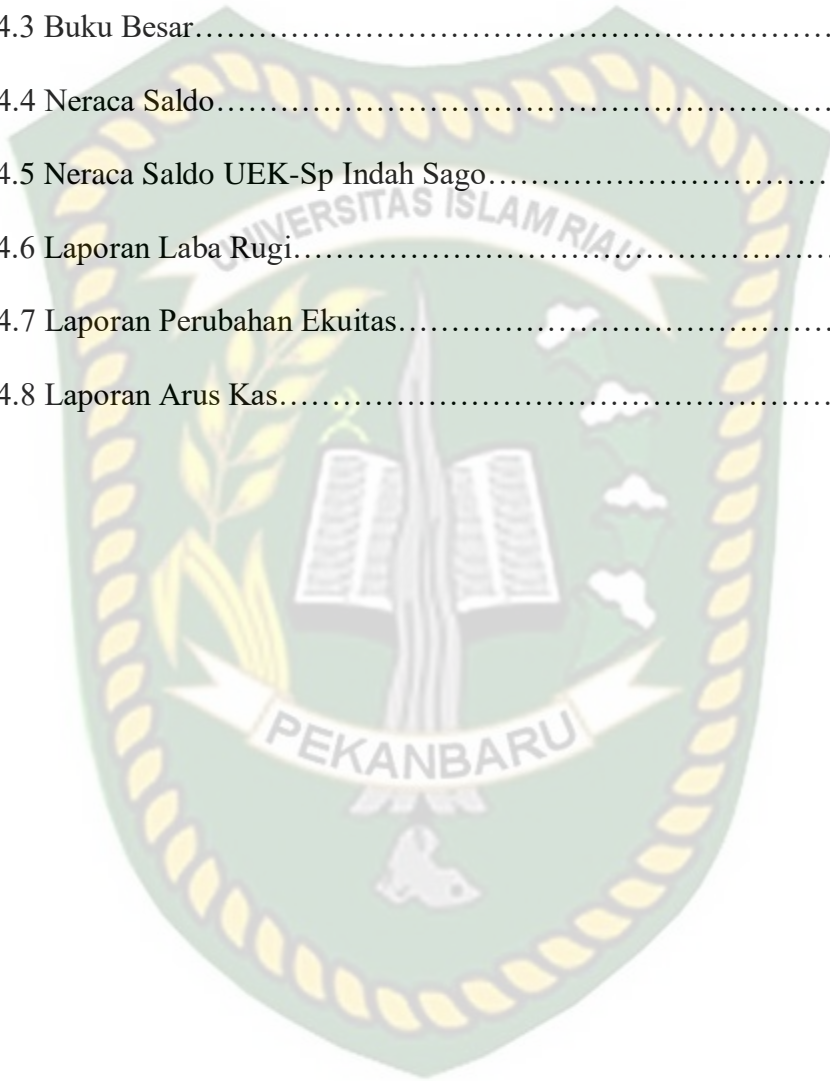 4.3 Buku Besar……………………………………………………………
4.4 Neraca Saldo…………………………………………………………
4.5 Neraca Saldo UEK-Sp Indah Sago……………………………
UNIVERSITAS ISLAM RIAU
4.6 Laporan Laba Rugi…………………………………………………
4.7 Laporan Perubahan Ekuitas……………………………………
4.8 Laporan Arus Kas……………………………………………………
PEKANBARU